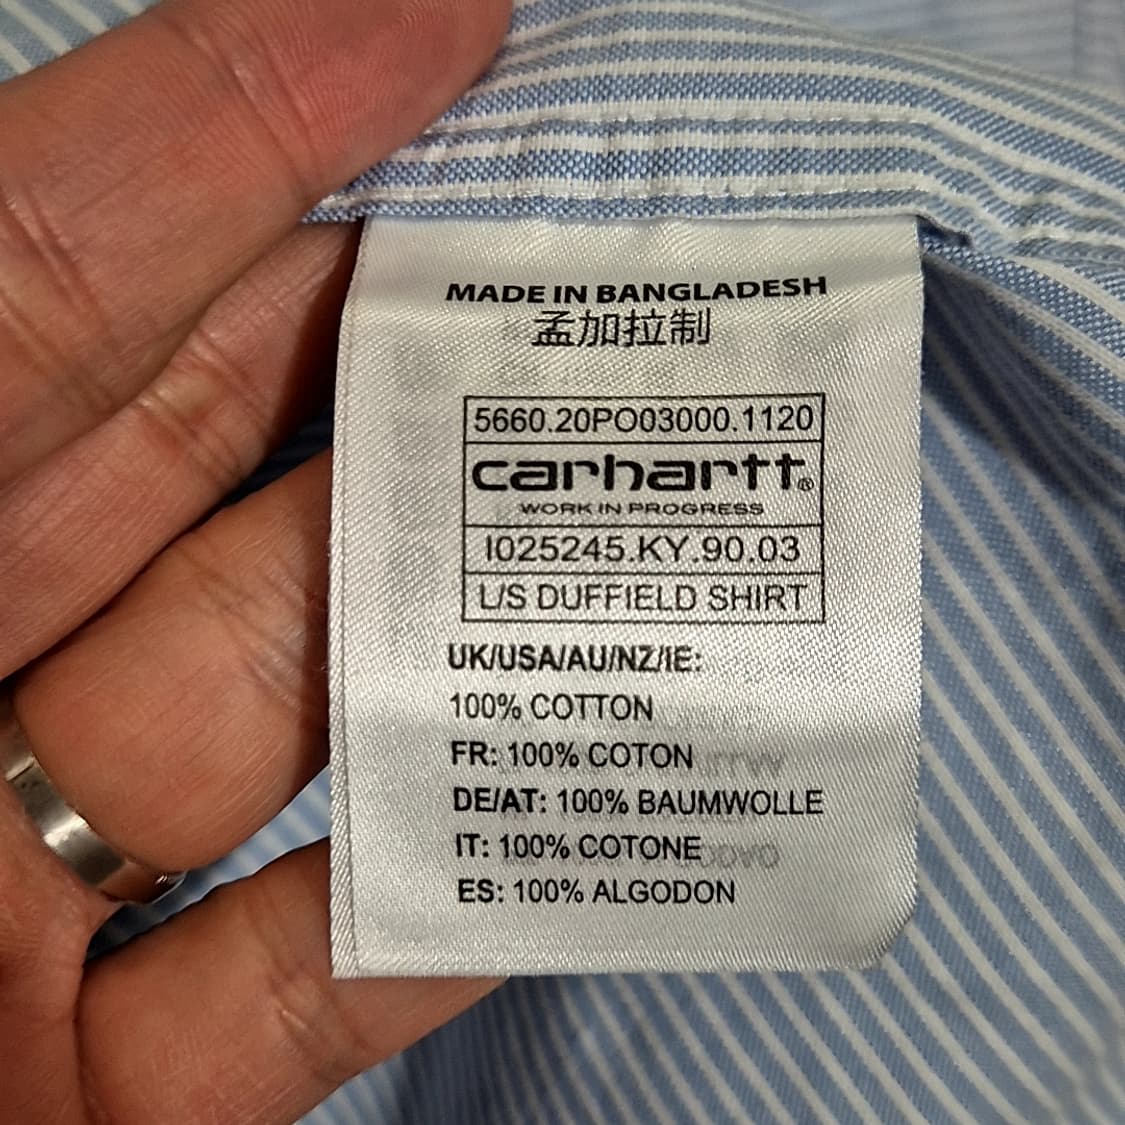 MADE IN BANGLADESH
孟加拉制
5660.20PO03000.1120
carhartt®
WORK IN PROGRESS
I025245.KY.90.03
L/S DUFFIELD SHIRT
UK/USA/AU/NZ/IE:
100% COTTON
FR: 100% COTON
DE/AT: 100% BAUMWOLLE
IT: 100% COTONE
ES: 100% ALGODON